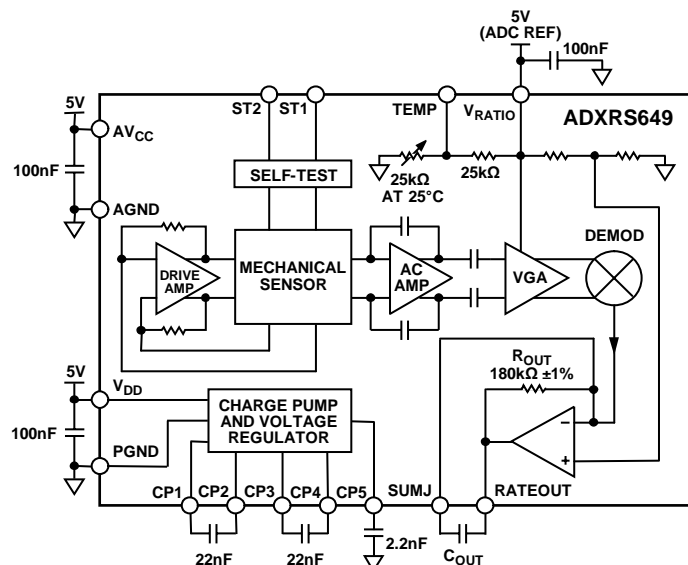 5V
(ADC REF)
100nF
5V
ST2 ST1
TEMP
VRATIO
ADXRS649
AVCC
100nF
25kΩ
AT 25°C
25kΩ
SELF-TEST
AGND
DEMOD
DRIVE
AMP
MECHANICAL
SENSOR
AC
AMP
VGA
5V
VDD
ROUT
180kΩ ±1%
100nF
CHARGE PUMP
AND VOLTAGE
REGULATOR
–
+
PGND
CP1 CP2 CP3 CP4 CP5 SUMJ RATEOUT
22nF
22nF
2.2nF
COUT